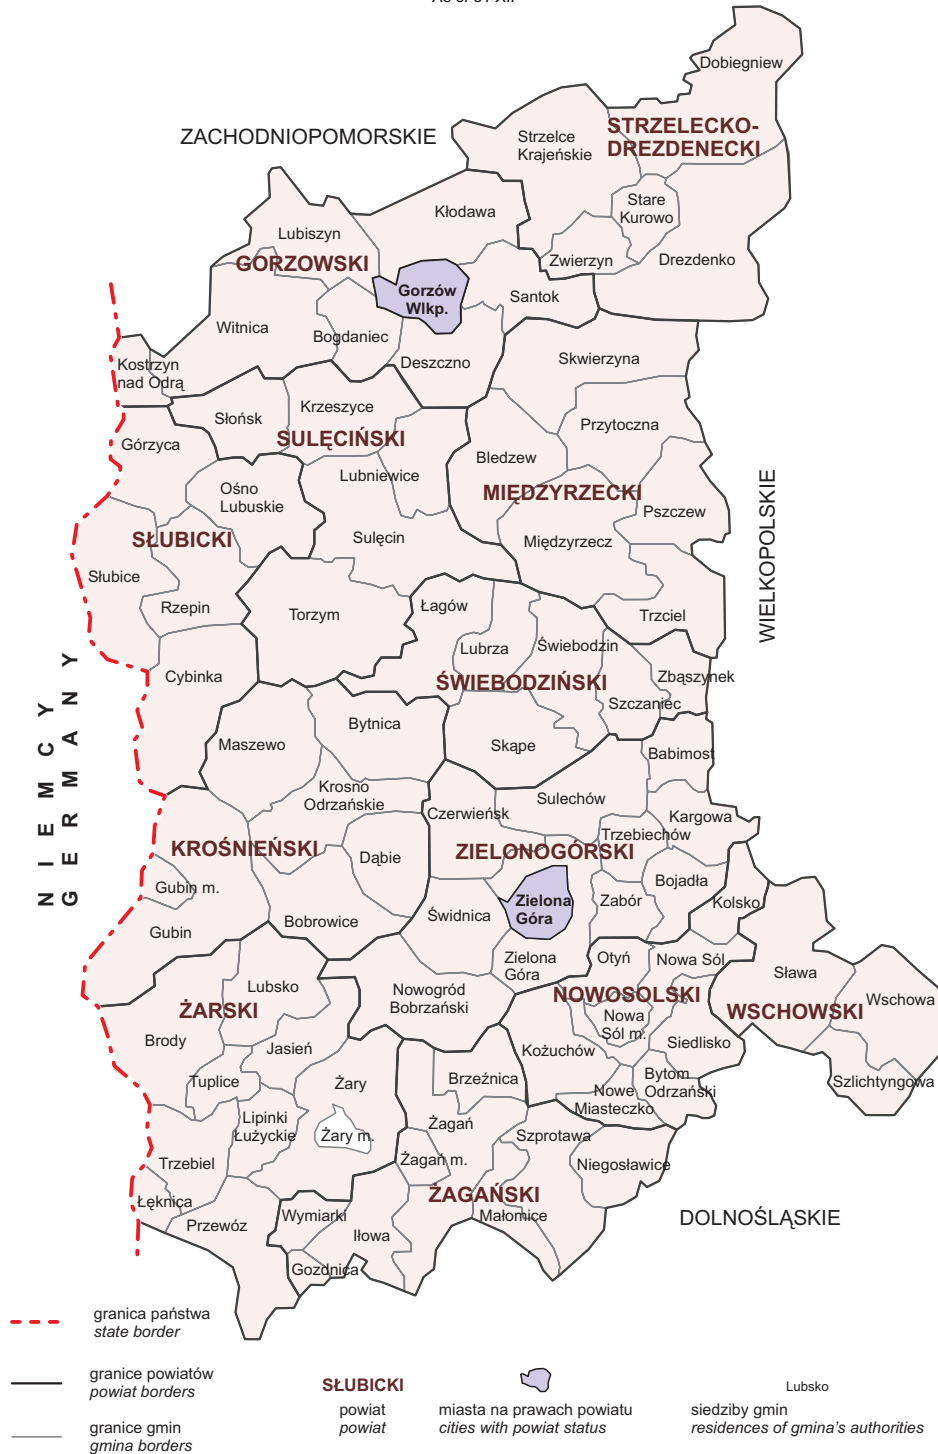 Dobiegniew
ZACHODNIOPOMORSKIE
STRZELECKO-
DREZDENECKI
Strzelce
Krajeńskie
Stare
Kurowo
Kłodawa
Lubiszyn
Zwierzyn
Drezdenko
GORZOWSKI
Gorzów
Wlkp.
Santok
Witnica
Bogdaniec
Deszczno
Skwierzyna
Kostrzyn
nad Odrą
Krzeszyce
Słońsk
Przytoczna
SULĘCIŃSKI
Górzyca
Bledzew
Lubniewice
Ośno
Lubuskie
MIĘDZYRZECKI
WIELKOPOLSKIE
Pszczew
SŁUBICKI
Sulęcin
Międzyrzecz
Słubice
Rzepin
Torzym
Łagów
Trzciel
Lubrza
Świebodzin
Cybinka
Zbąszynek
ŚWIEBODZIŃSKI
Szczaniec
NIEMCY
GERMANY
Bytnica
Maszewo
Skąpe
Babimost
Krosno
Odrzańskie
Sulechów
Czerwieńsk
Kargowa
Trzebiechów
KROŚNIEŃSKI
ZIELONOGÓRSKI
Dąbie
Bojadła
Gubin m.
Zielona
Góra
Zabór
Kolsko
Świdnica
Bobrowice
Gubin
Zielona
Góra
Otyń
Nowa Sól
Sława
Lubsko
Nowogród
Bobrzański
NOWOSOLSKI
Wschowa
ŻARSKI
WSCHOWSKI
Nowa
Sól m.
Brody
Jasień
Kożuchów
Siedlisko
Tuplice
Żary
Brzeźnica
Bytom
Odrzański
Szlichtyngowa
Nowe
Miasteczko
Lipinki
Łużyckie
Żary m.
Żagań
Szprotawa
Trzebiel
Żagań m.
Niegosławice
ŻAGAŃSKI
Łęknica
Przewóz
Wymiarki
Małomice
DOLNOŚLĄSKIE
Iłowa
Gozdnica
granica państwa
state border
granice powiatów
powiat borders
granice gmin
gmina borders
SŁUBICKI
powiat
powiat
miasta na prawach powiatu
cities with powiat status
Lubsko
siedziby gmin
residences of gmina's authorities